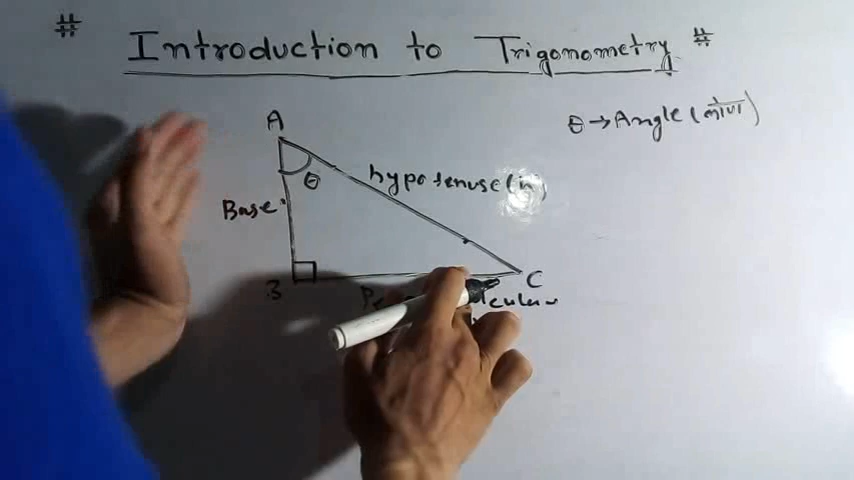 # Introduction to Trigonometry #
θ → Angle (
A
θ
hypotenuse (h)
Base
B
C